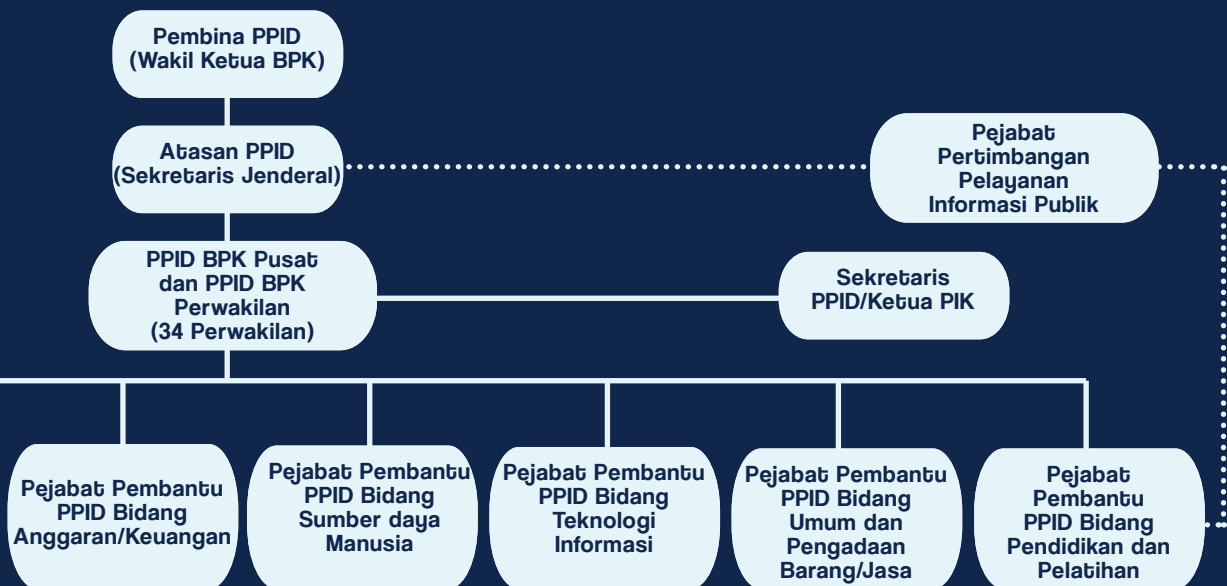 Pembina PPID
(Wakil Ketua BPK)
Atasan PPID
(Sekretaris Jenderal)
Pejabat
Pertimbangan
Pelayanan
Informasi Publik
PPID BPK Pusat
dan PPID BPK
Perwakilan
(34 Perwakilan)
Sekretaris
PPID/Ketua PIK
Pejabat Pembantu
PPID Bidang
Anggaran/Keuangan
Pejabat Pembantu
PPID Bidang
Sumber daya
Manusia
Pejabat Pembantu
PPID Bidang
Teknologi
Informasi
Pejabat Pembantu
PPID Bidang
Umum dan
Pengadaan
Barang/Jasa
Pejabat
Pembantu
PPID Bidang
Pendidikan dan
Pelatihan